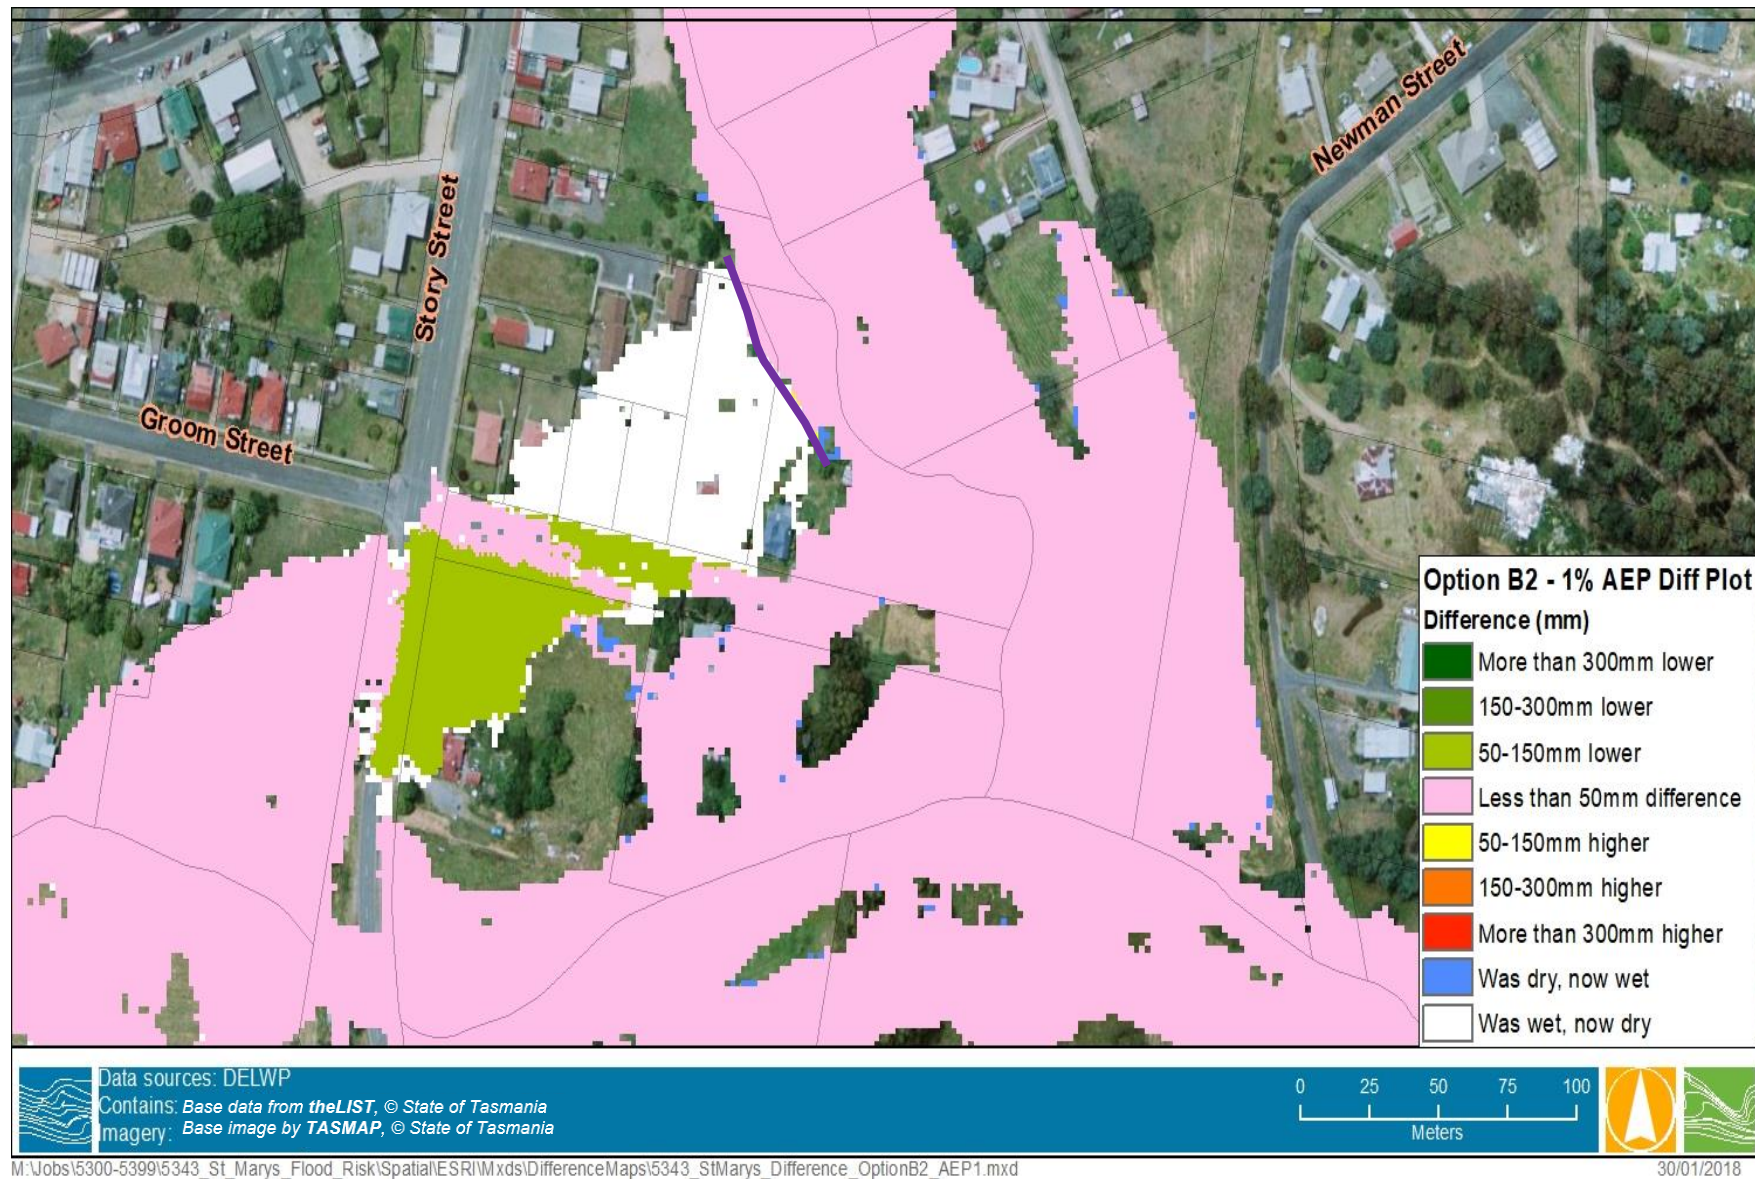 Newman Street
Story Street
Groom Street
Option B2 - 1% AEP Diff Plot
Difference (mm)
More than 300mm lower
150-300mm lower
50-150mm lower
Less than 50mm difference
50-150mm higher
150-300mm higher
More than 300mm higher
Was dry, now wet
Was wet, now dry
Data sources: DELWP
Contains: Base data from theLIST, © State of Tasmania
Imagery: Base image by TASMAP, © State of Tasmania
0 25 50 75 100
Meters
M:\Jobs\5300-5399\5343_St_Marys_Flood_Risk\Spatial\ESRI\Mxds\DifferenceMaps\5343_StMarys_Difference_OptionB2_AEP1.mxd
30/01/2018